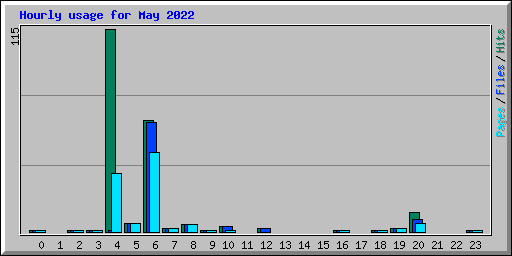 Hourly usage for May 2022
115
Pages/Files/Hits
0 1 2 3 4 5 6 7 8 9 10 11 12 13 14 15 16 17 18 19 20 21 22 23